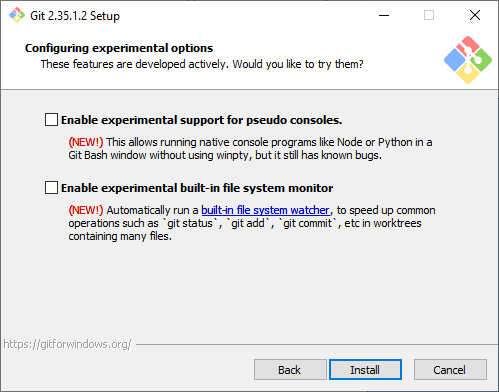 Git 2.35.1.2 Setup
Configuring experimental options
These features are developed actively. Would you like to try them?
Enable experimental support for pseudo consoles.
(NEW!) This allows running native console programs like Node or Python in a
Git Bash window without using winpty, but it still has known bugs.
Enable experimental built-in file system monitor
(NEW!) Automatically run a built-in file system watcher, to speed up common
operations such as `git status`, `git add`, `git commit`, etc in worktrees
containing many files.
https://gitforwindows.org/
Back
Install
Cancel